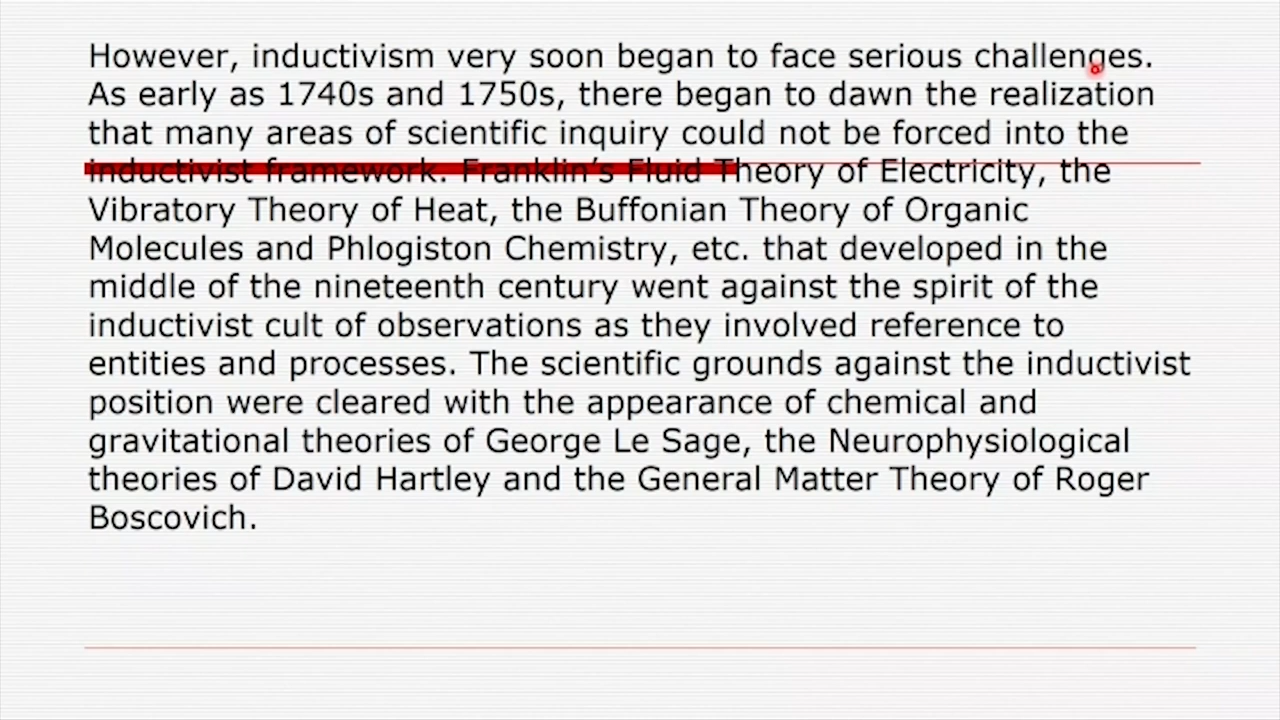 However, inductivism very soon began to face serious challenges.
As early as 1740s and 1750s, there began to dawn the realization
that many areas of scientific inquiry could not be forced into the
inductivist framework. Franklin’s Fluid Theory of Electricity, the
Vibratory Theory of Heat, the Buffonian Theory of Organic
Molecules and Phlogiston Chemistry, etc. that developed in the
middle of the nineteenth century went against the spirit of the
inductivist cult of observations as they involved reference to
entities and processes. The scientific grounds against the inductivist
position were cleared with the appearance of chemical and
gravitational theories of George Le Sage, the Neurophysiological
theories of David Hartley and the General Matter Theory of Roger
Boscovich.